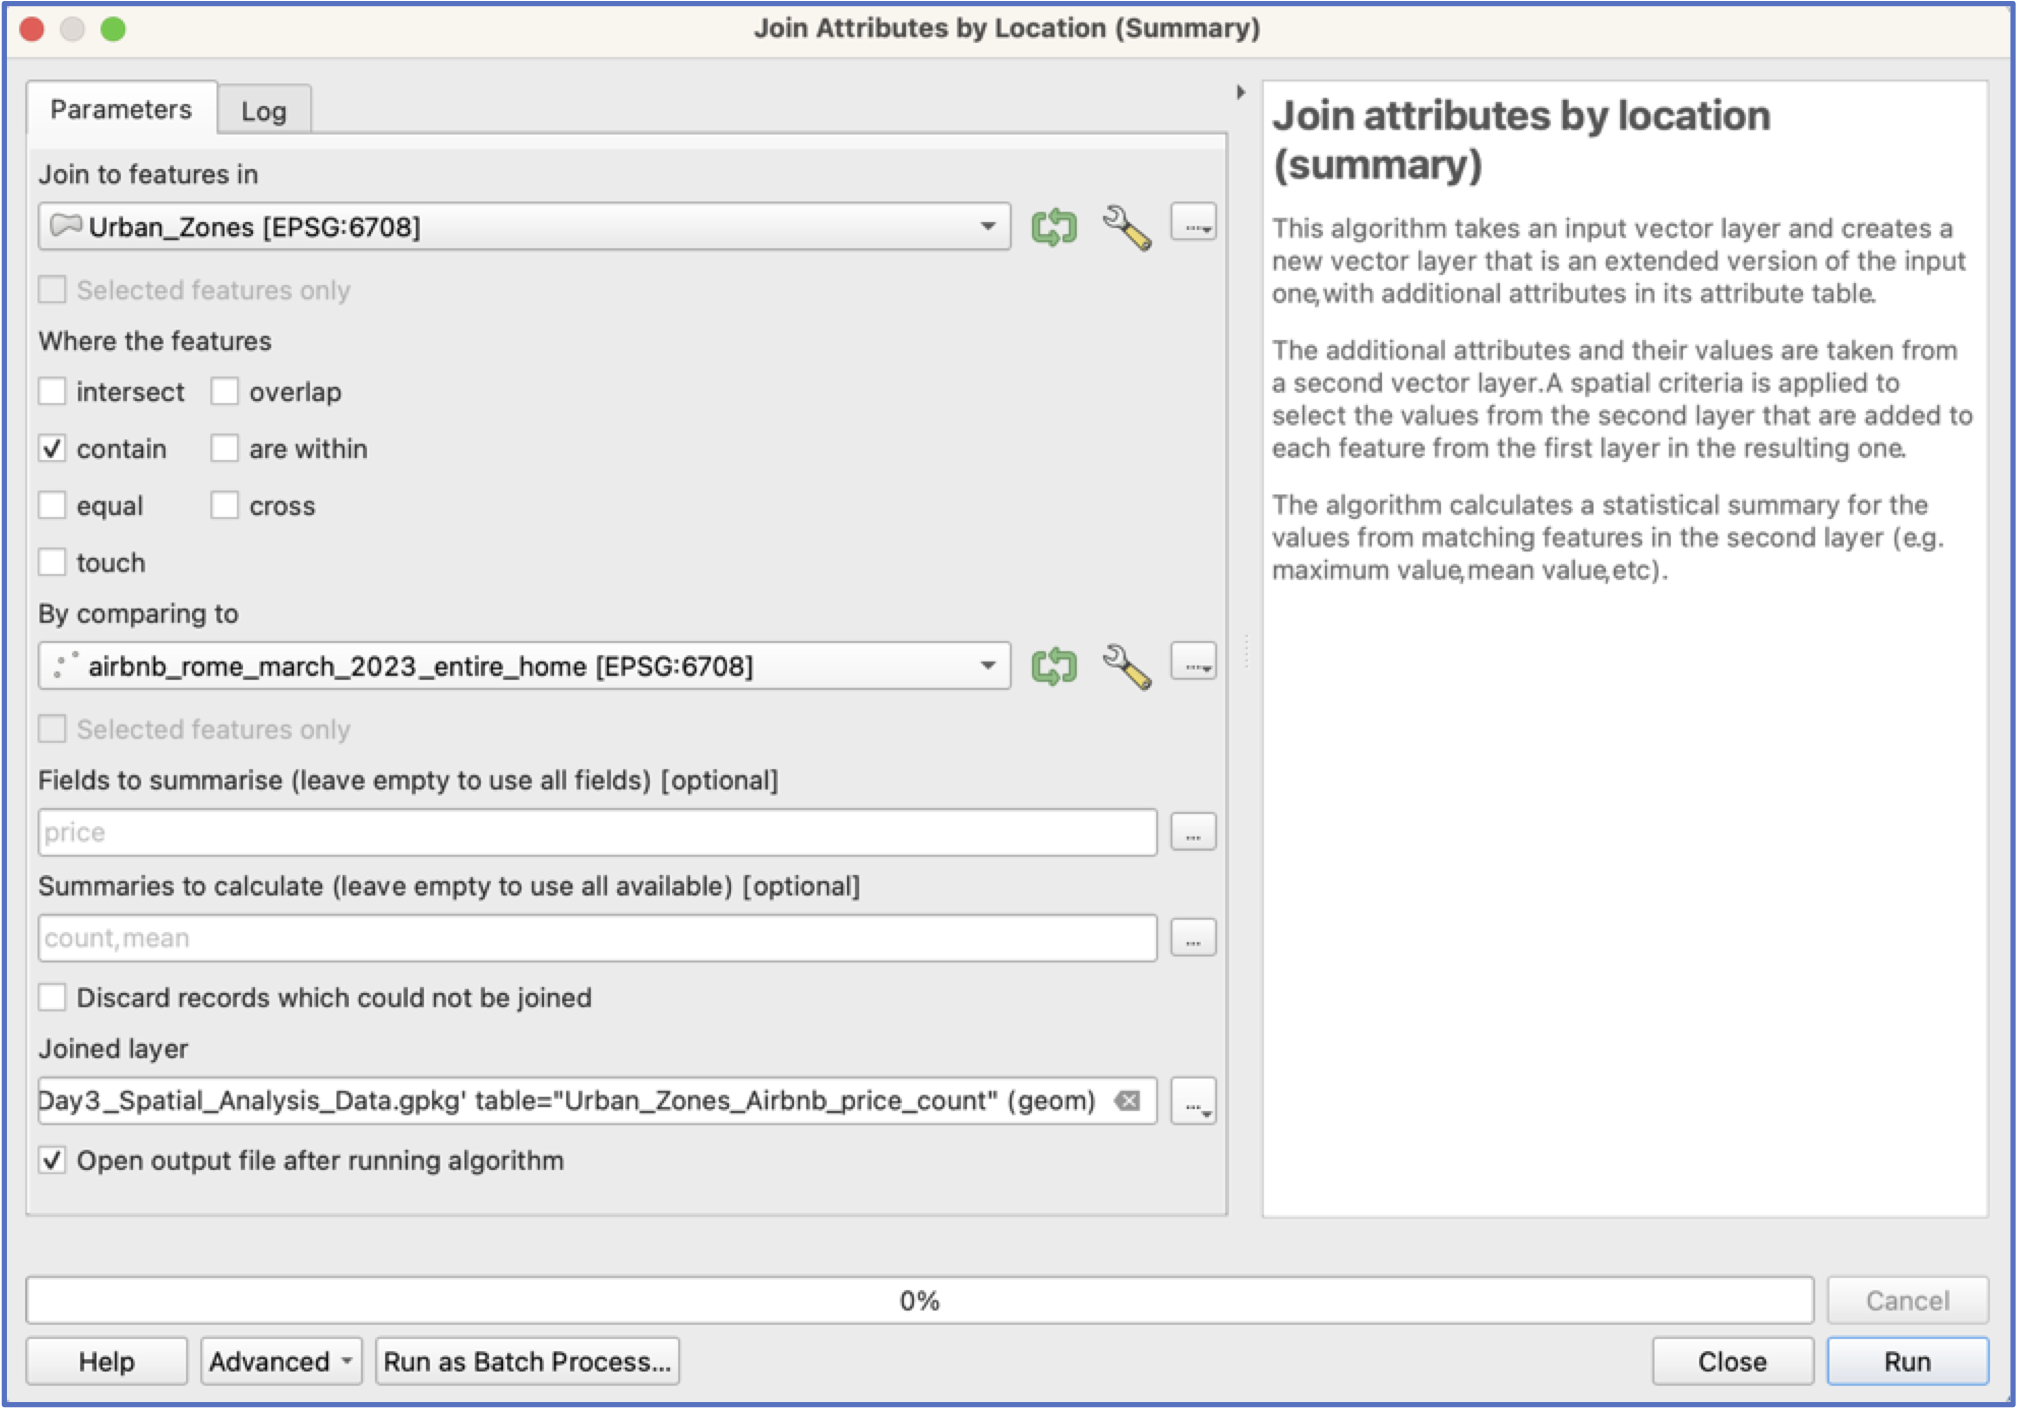 Join Attributes by Location (Summary)
Parameters
Log
Join to features in
Urban_Zones [EPSG:6708]
...
Selected features only
Where the features
intersect
overlap
contain
are within
equal
cross
touch
By comparing to
airbnb_rome_march_2023_entire_home [EPSG:6708]
...
Selected features only
Fields to summarise (leave empty to use all fields) [optional]
price
...
Summaries to calculate (leave empty to use all available) [optional]
count,mean
...
Discard records which could not be joined
Joined layer
Day3_Spatial_Analysis_Data.gpkg' table="Urban_Zones_Airbnb_price_count" (geom)
...
Open output file after running algorithm
Join attributes by location
(summary)
This algorithm takes an input vector layer and creates a
new vector layer that is an extended version of the input
one,with additional attributes in its attribute table.
The additional attributes and their values are taken from
a second vector layer.A spatial criteria is applied to
select the values from the second layer that are added to
each feature from the first layer in the resulting one.
The algorithm calculates a statistical summary for the
values from matching features in the second layer (e.g.
maximum value,mean value,etc).
0%
Cancel
Help
Advanced
Run as Batch Process...
Close
Run